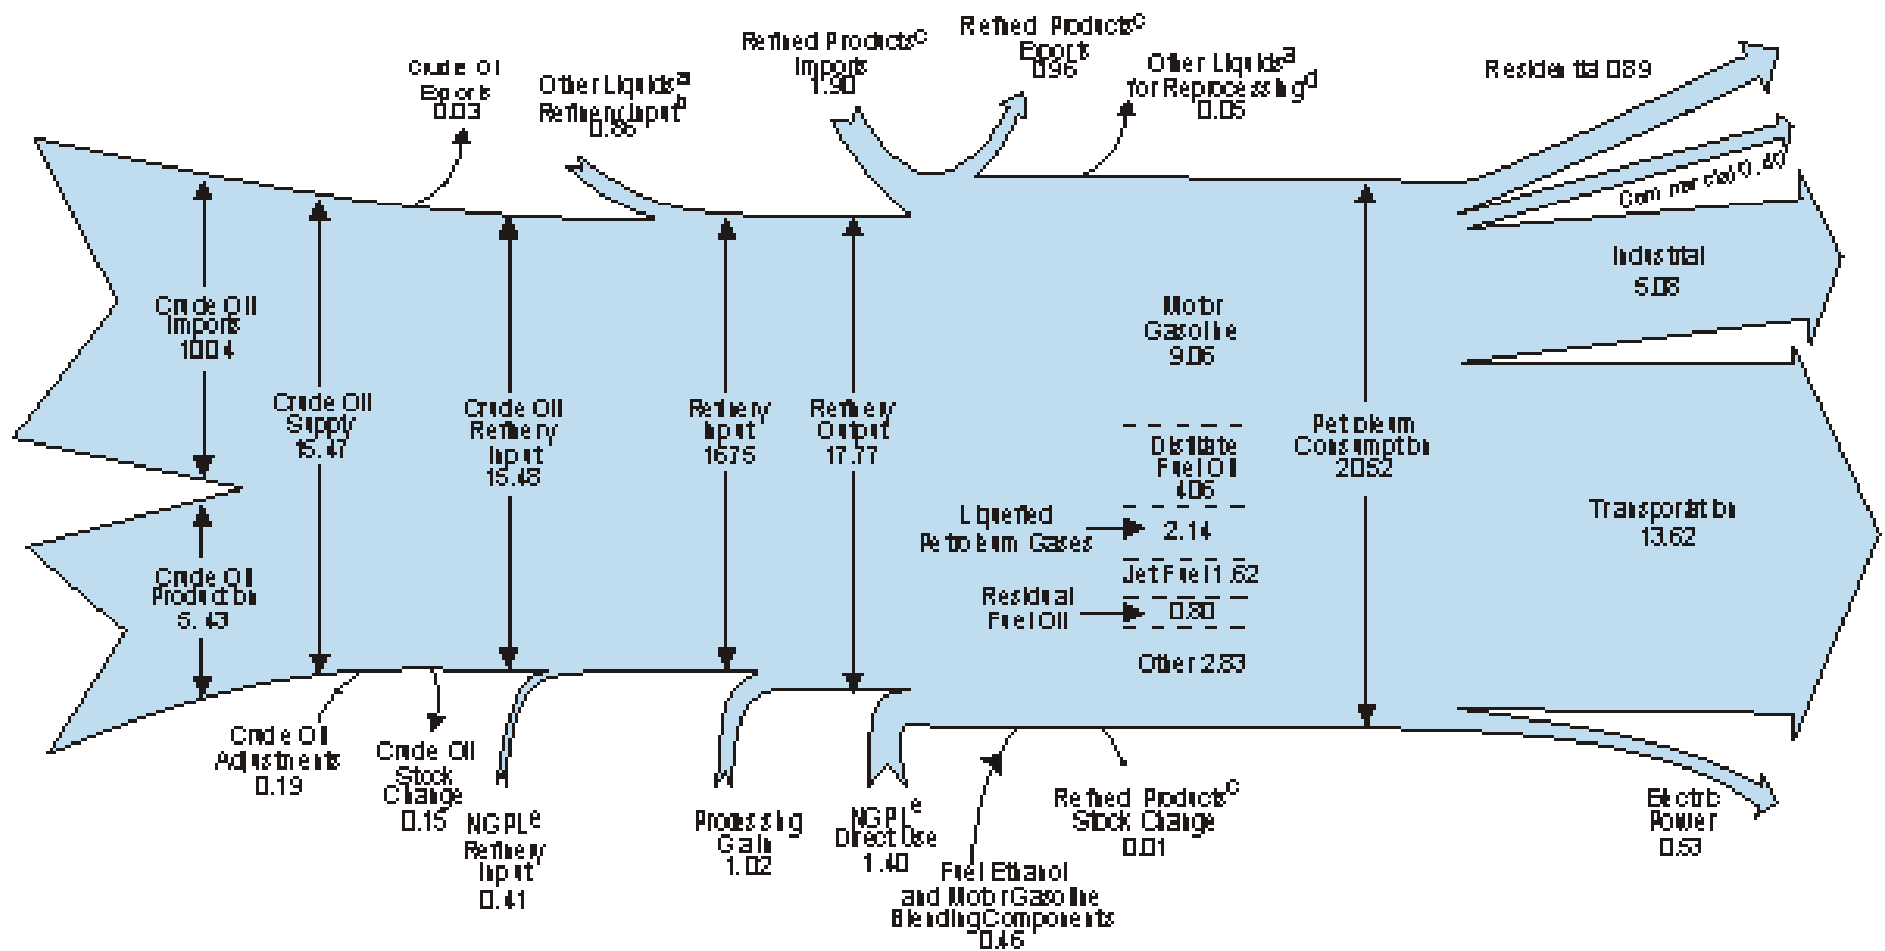 Crude Oil
Exports
0.03
Other Liquids^a
Refinery Input^b
0.86
Refined Products^c
Imports
1.90
Refined Products^c
Exports
0.96
Other Liquids^a
for Reprocessing^d
0.05
Residential 0.89
Commercial 0.40
Crude Oil
Imports
10.04
Crude Oil
Supply
15.47
Crude Oil
Refinery
Input
15.48
Refinery
Input
16.75
Refinery
Output
17.77
Motor
Gasoline
9.06
Distillate
Fuel Oil
4.06
Liquefied
Petroleum Gases
2.14
Jet Fuel 1.62
Residual
Fuel Oil
0.80
Other 2.83
Petroleum
Consumption
20.52
Industrial
5.08
Transportation
13.62
Crude Oil
Production
5.43
Crude Oil
Adjustments
0.19
Crude Oil
Stock
Change
0.15
NGPL^e
Refinery
Input
0.41
Processing
Gain
1.02
NGPL^e
Direct Use
1.40
Fuel Ethanol
and Motor Gasoline
Blending Components
0.46
Refined Products^c
Stock Change
0.01
Electric
Power
0.53